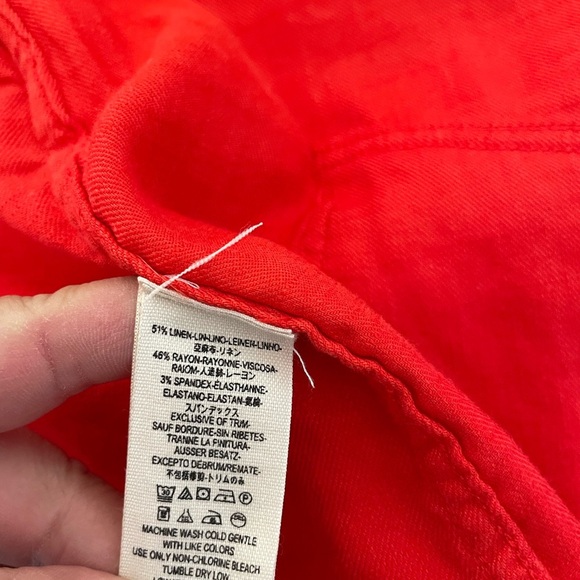 51% LINEN-LIN-LINO-LEINEN-LINHO-
亞麻布-リネン
46% RAYON-RAYONNE-VISCOSA-
RAIOM-人造絲-レーヨン
3% SPANDEX-ÉLASTHANNE-
ELASTANO-ELASTAN-氨綸-
スパンデックス
EXCLUSIVE OF TRIM-
SAUF BORDURE-SIN RIBETES-
TRANNE LA FINITURA-
AUSSER BESATZ-
EXCEPTO DEBRUM/REMATE-
不包括修剪-トリムのみ
MACHINE WASH COLD GENTLE
WITH LIKE COLORS
USE ONLY NON-CHLORINE BLEACH
TUMBLE DRY LOW